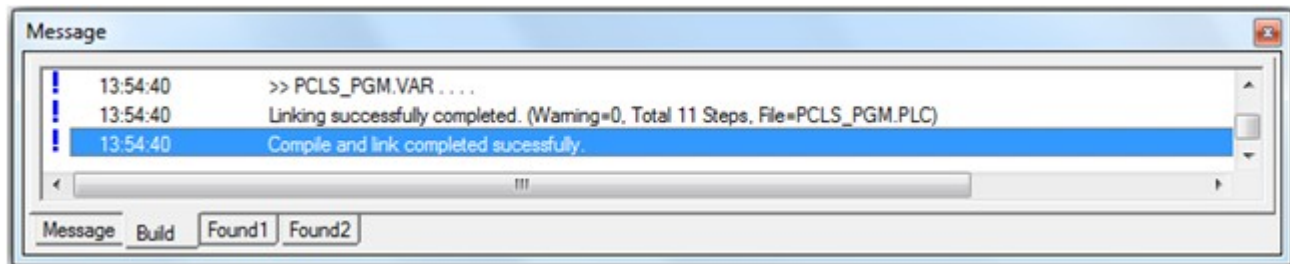 Message
13:54:40 >> PCLS_PGM.VAR . . . .
13:54:40 Linking successfully completed. (Warning=0, Total 11 Steps, File=PCLS_PGM.PLC)
13:54:40 Compile and link completed sucessfully.
Message Build Found1 Found2